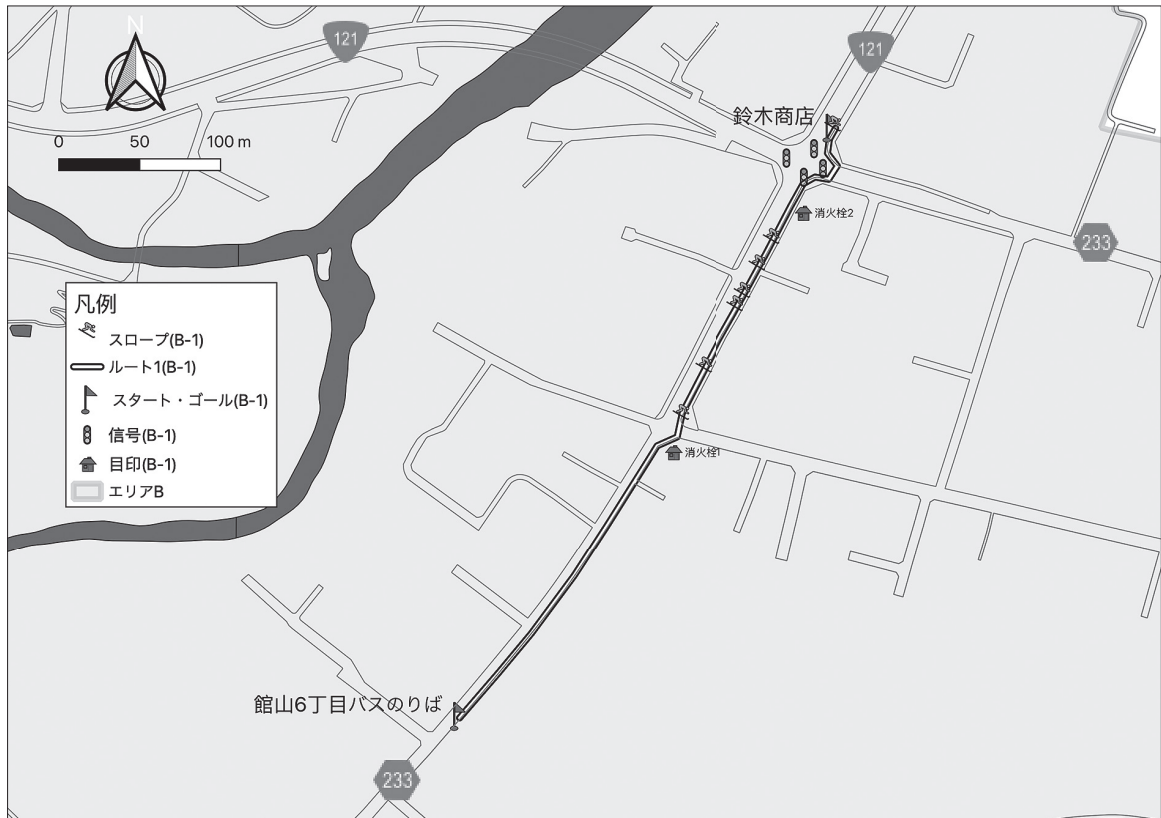 N
121
121
鈴木商店
0 50 100 m
消火栓2
233
凡例
スロープ(B-1)
ルート1(B-1)
スタート・ゴール(B-1)
信号(B-1)
目印(B-1)
エリアB
消火栓1
館山6丁目バスのりば
233